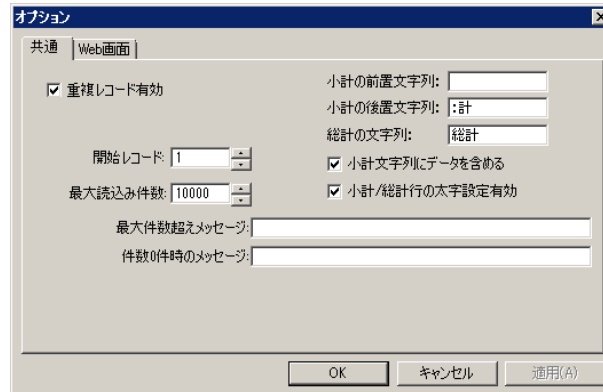 オプション
共通 Web画面
重複レコード有効
小計の前置文字列:
小計の後置文字列: :計
総計の文字列: 総計
開始レコード: 1
小計文字列にデータを含める
最大読込み件数: 10000
小計/総計行の太字設定有効
最大件数超えメッセージ:
件数0件時のメッセージ:
OK キャンセル 適用(A)